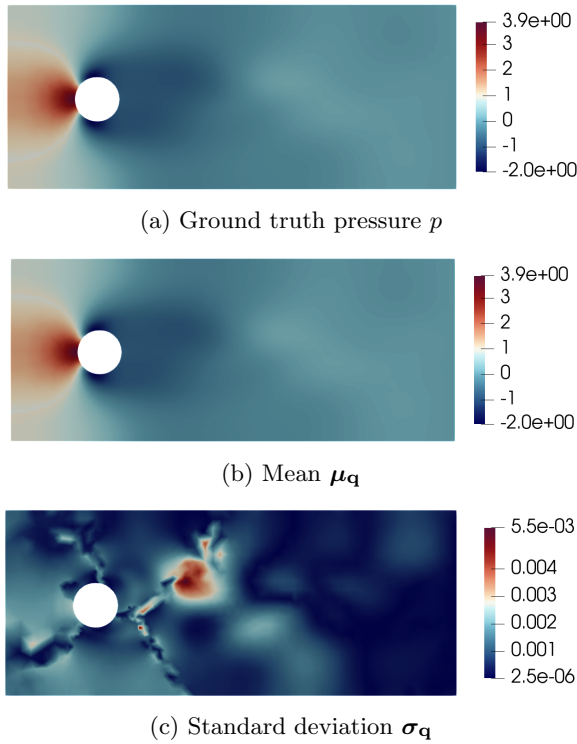 3.9e+00
3
2
1
0
-1
-2.0e+00
(a) Ground truth pressure p
3.9e+00
3
2
1
0
-1
-2.0e+00
(b) Mean μq
5.5e-03
0.004
0.003
0.002
0.001
2.5e-06
(c) Standard deviation σq